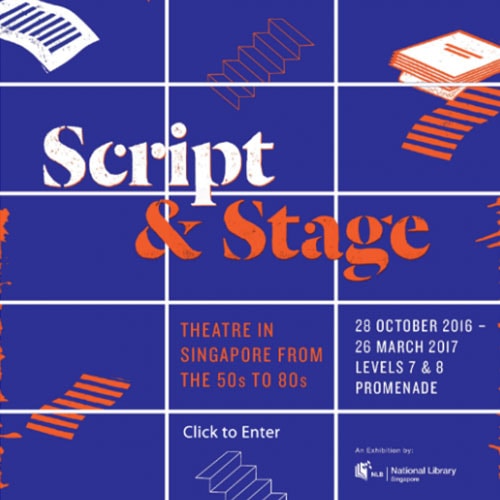 Script
& Stage
THEATRE IN
SINGAPORE FROM
THE 50s TO 80s
28 OCTOBER 2016 –
26 MARCH 2017
LEVELS 7 & 8
PROMENADE
Click to Enter
An Exhibition by:
NLB National Library
Singapore